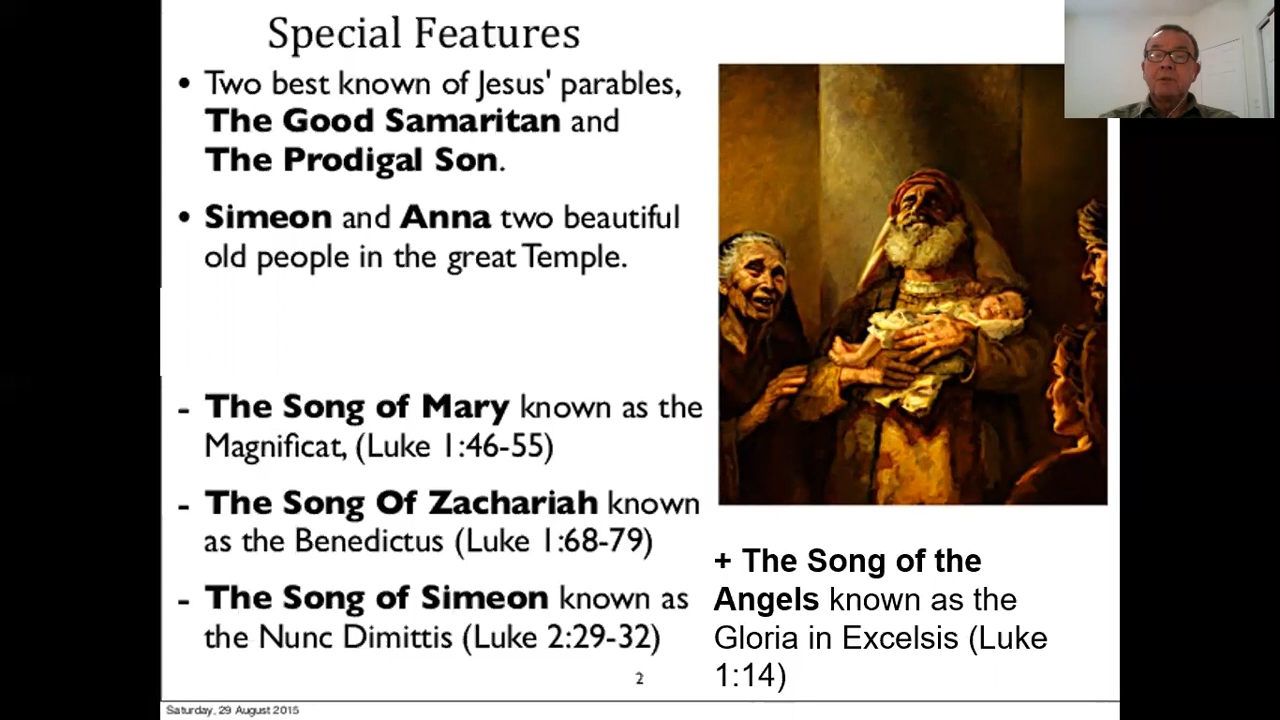 Special Features
• Two best known of Jesus' parables,
The Good Samaritan and
The Prodigal Son.
• Simeon and Anna two beautiful
old people in the great Temple.
- The Song of Mary known as the
Magnificat, (Luke 1:46-55)
- The Song Of Zachariah known
as the Benedictus (Luke 1:68-79)
- The Song of Simeon known as
the Nunc Dimittis (Luke 2:29-32)
+ The Song of the
Angels known as the
Gloria in Excelsis (Luke
1:14)
2
Saturday, 29 August 2015